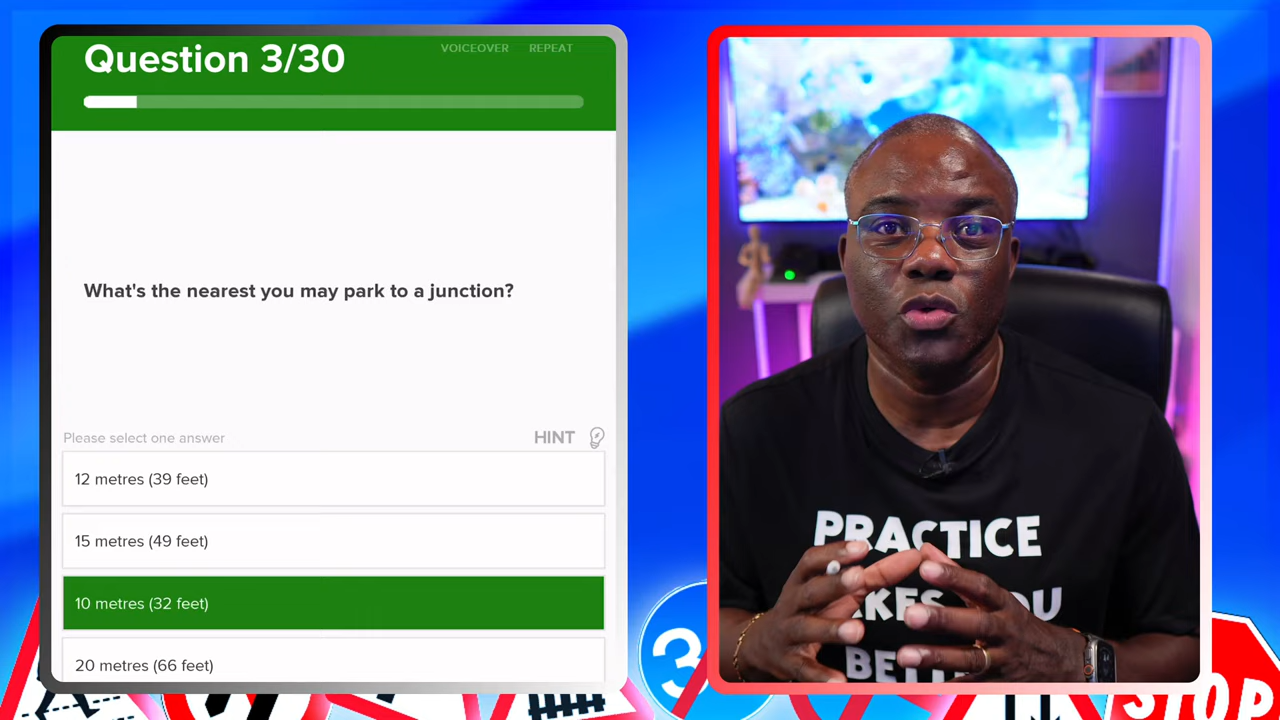 Question 3/30
VOICEOVER REPEAT
What's the nearest you may park to a junction?
Please select one answer
HINT
12 metres (39 feet)
15 metres (49 feet)
10 metres (32 feet)
20 metres (66 feet)
PRACTICE
STOP
3